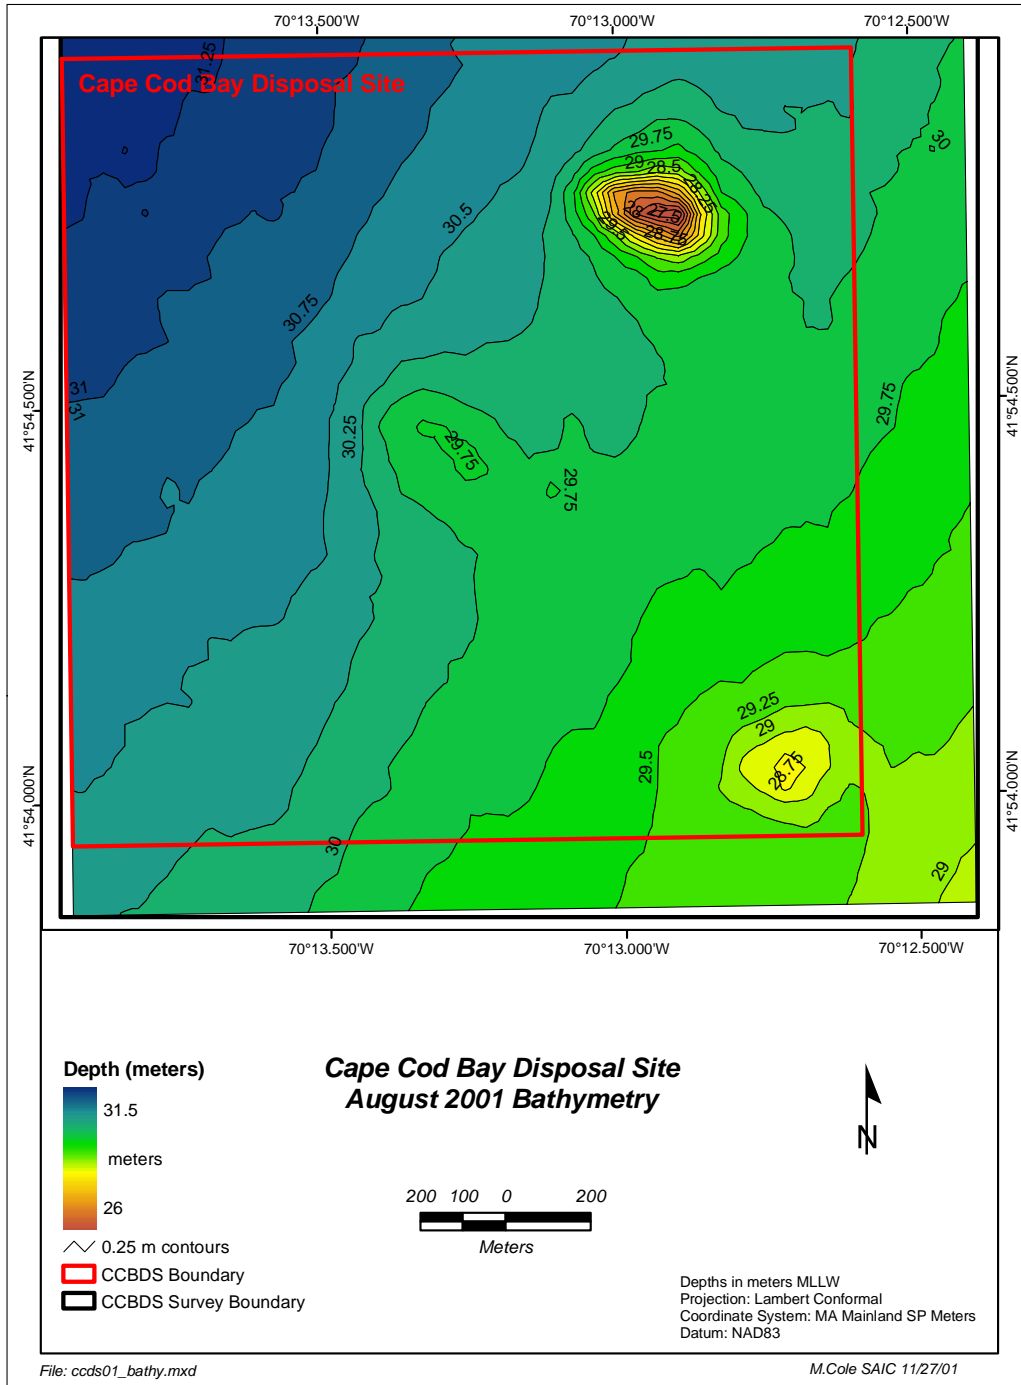 70°13.500'W 70°13.000'W 70°12.500'W
Cape Cod Bay Disposal Site
31.25
30
29.75
29 28.5
28.25
28 27.5
29.5
28.75
30.5
30.75
31
31
41°54.500'N
41°54.500'N
29.75
30.25
29.75
29.75
29.25
29
28.75
29.5
41°54.000'N
41°54.000'N
30
29
70°13.500'W 70°13.000'W 70°12.500'W
Cape Cod Bay Disposal Site
August 2001 Bathymetry
Depth (meters)
31.5
meters
26
0.25 m contours
CCBDS Boundary
CCBDS Survey Boundary
200 100 0 200
Meters
N
Depths in meters MLLW
Projection: Lambert Conformal
Coordinate System: MA Mainland SP Meters
Datum: NAD83
File: ccds01_bathy.mxd
M.Cole SAIC 11/27/01